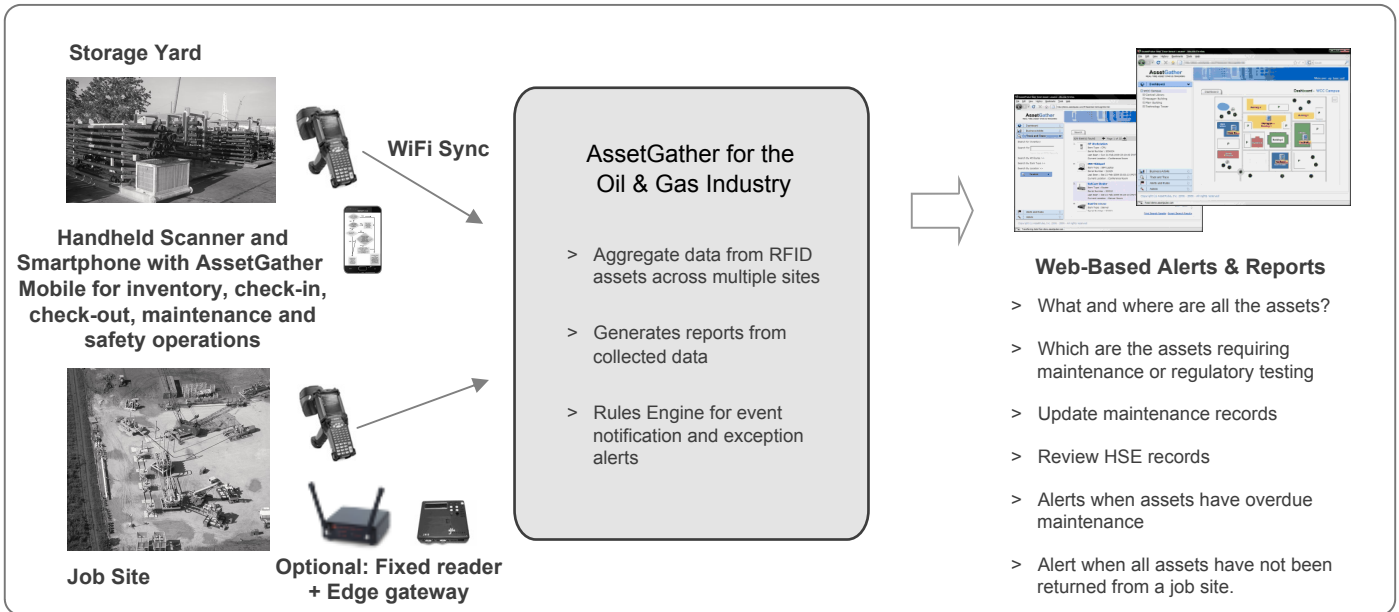 Storage Yard
WiFi Sync
Handheld Scanner and
Smartphone with AssetGather
Mobile for inventory, check-in,
check-out, maintenance and
safety operations
Job Site
Optional: Fixed reader
+ Edge gateway
AssetGather for the
Oil & Gas Industry
> Aggregate data from RFID
assets across multiple sites
> Generates reports from
collected data
> Rules Engine for event
notification and exception
alerts
AssetGather
AssetGather
Web-Based Alerts & Reports
> What and where are all the assets?
> Which are the assets requiring
maintenance or regulatory testing
> Update maintenance records
> Review HSE records
> Alerts when assets have overdue
maintenance
> Alert when all assets have not been
returned from a job site.